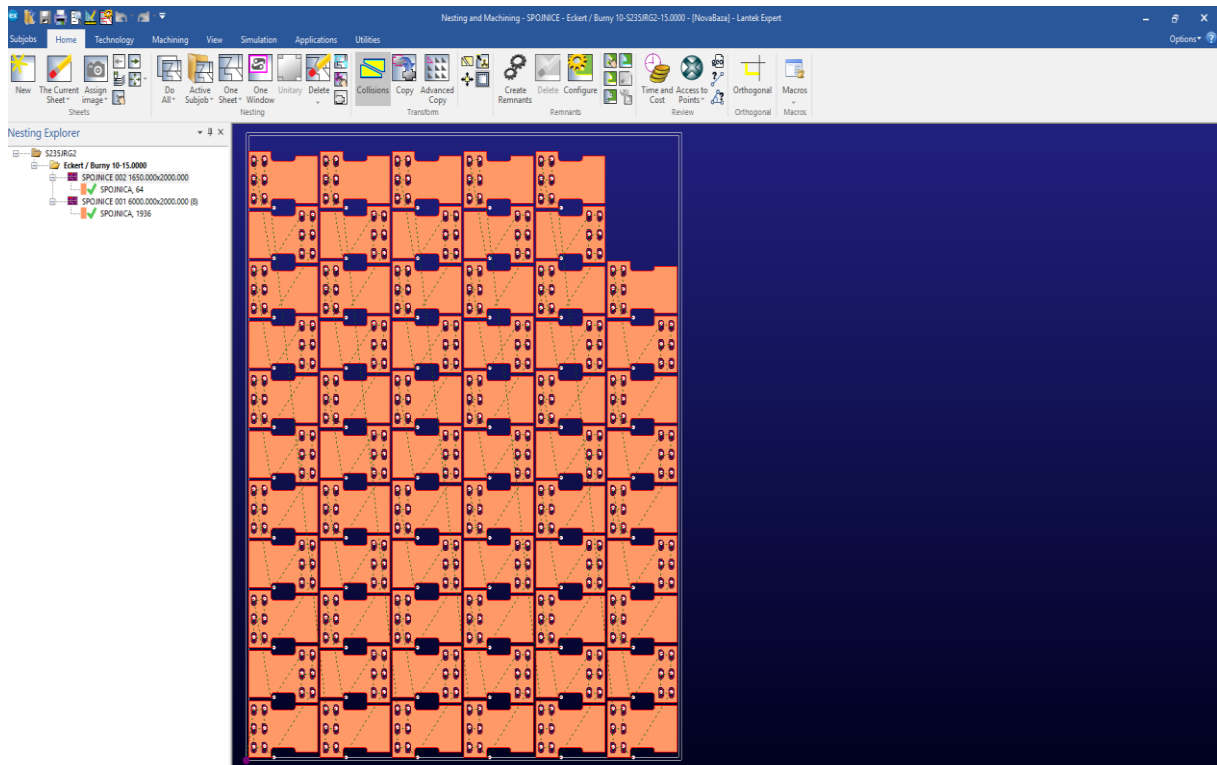 Nesting and Machining - SPOJNICE - Eckert / Burny 10-S235JRG2-15.0000 - [NovaBaza] - Lantek Expert
Subjobs Home Technology Machining View Simulation Applications Utilities Options
New The Current Sheet Assign image Do All Active Subjob One Sheet One Window Unitary Delete Collisions Copy Advanced Copy Create Remnants Delete Configure Time and Cost Access to Points Orthogonal Macros
Sheets Nesting Transform Remnants Review Orthogonal Macros
Nesting Explorer
S235JRG2
Eckert / Burny 10-15.0000
SPOJNICE 002 1650.000x2000.000
SPOJNICA, 64
SPOJNICE 001 6000.000x2000.000 (8)
SPOJNICA, 1936